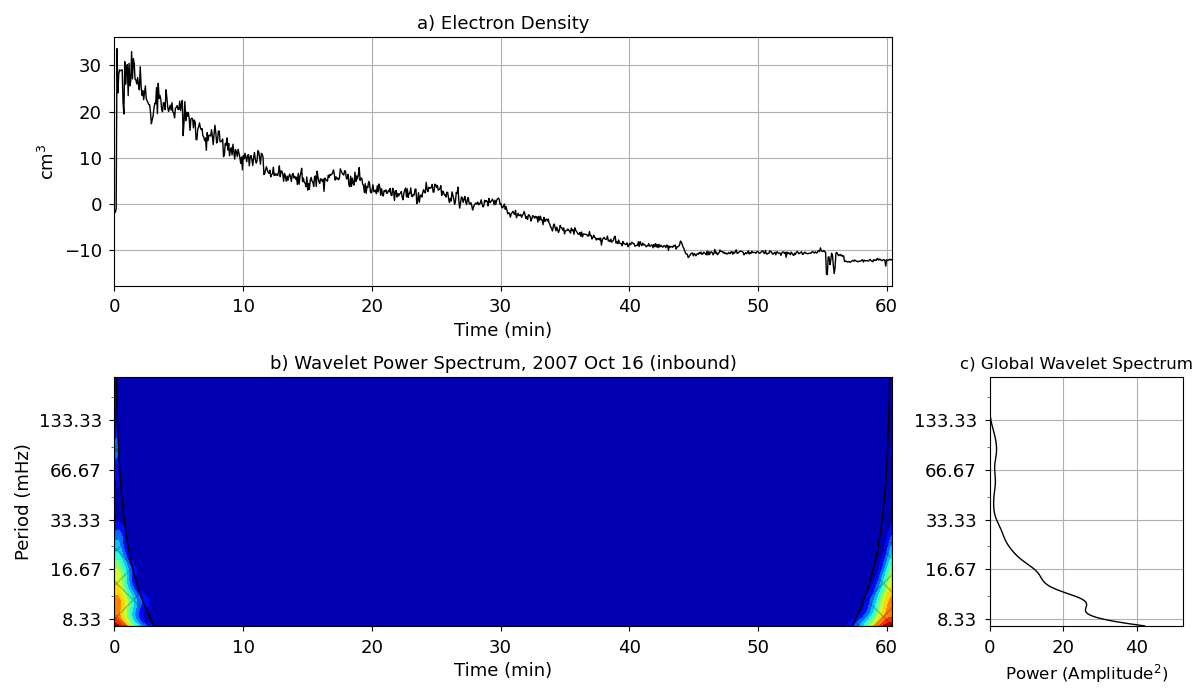 a) Electron Density
30
20
10
0
−10
cm³
0 10 20 30 40 50 60
Time (min)
b) Wavelet Power Spectrum, 2007 Oct 16 (inbound)
133.33
66.67
33.33
16.67
8.33
Period (mHz)
0 10 20 30 40 50 60
Time (min)
c) Global Wavelet Spectrum
133.33
66.67
33.33
16.67
8.33
0 20 40
Power (Amplitude²)